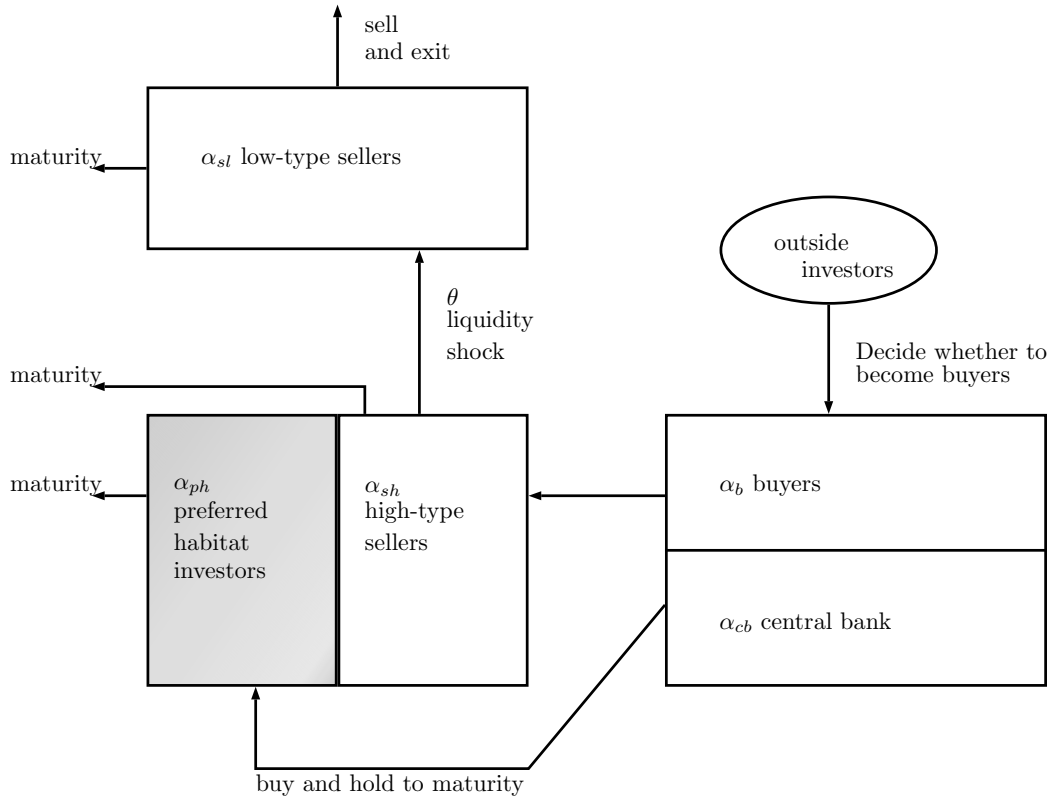 sell
and exit
maturity
α_sl low-type sellers
outside
investors
θ
liquidity
shock
Decide whether to
become buyers
maturity
maturity
α_ph
preferred
habitat
investors
α_sh
high-type
sellers
α_b buyers
α_cb central bank
buy and hold to maturity